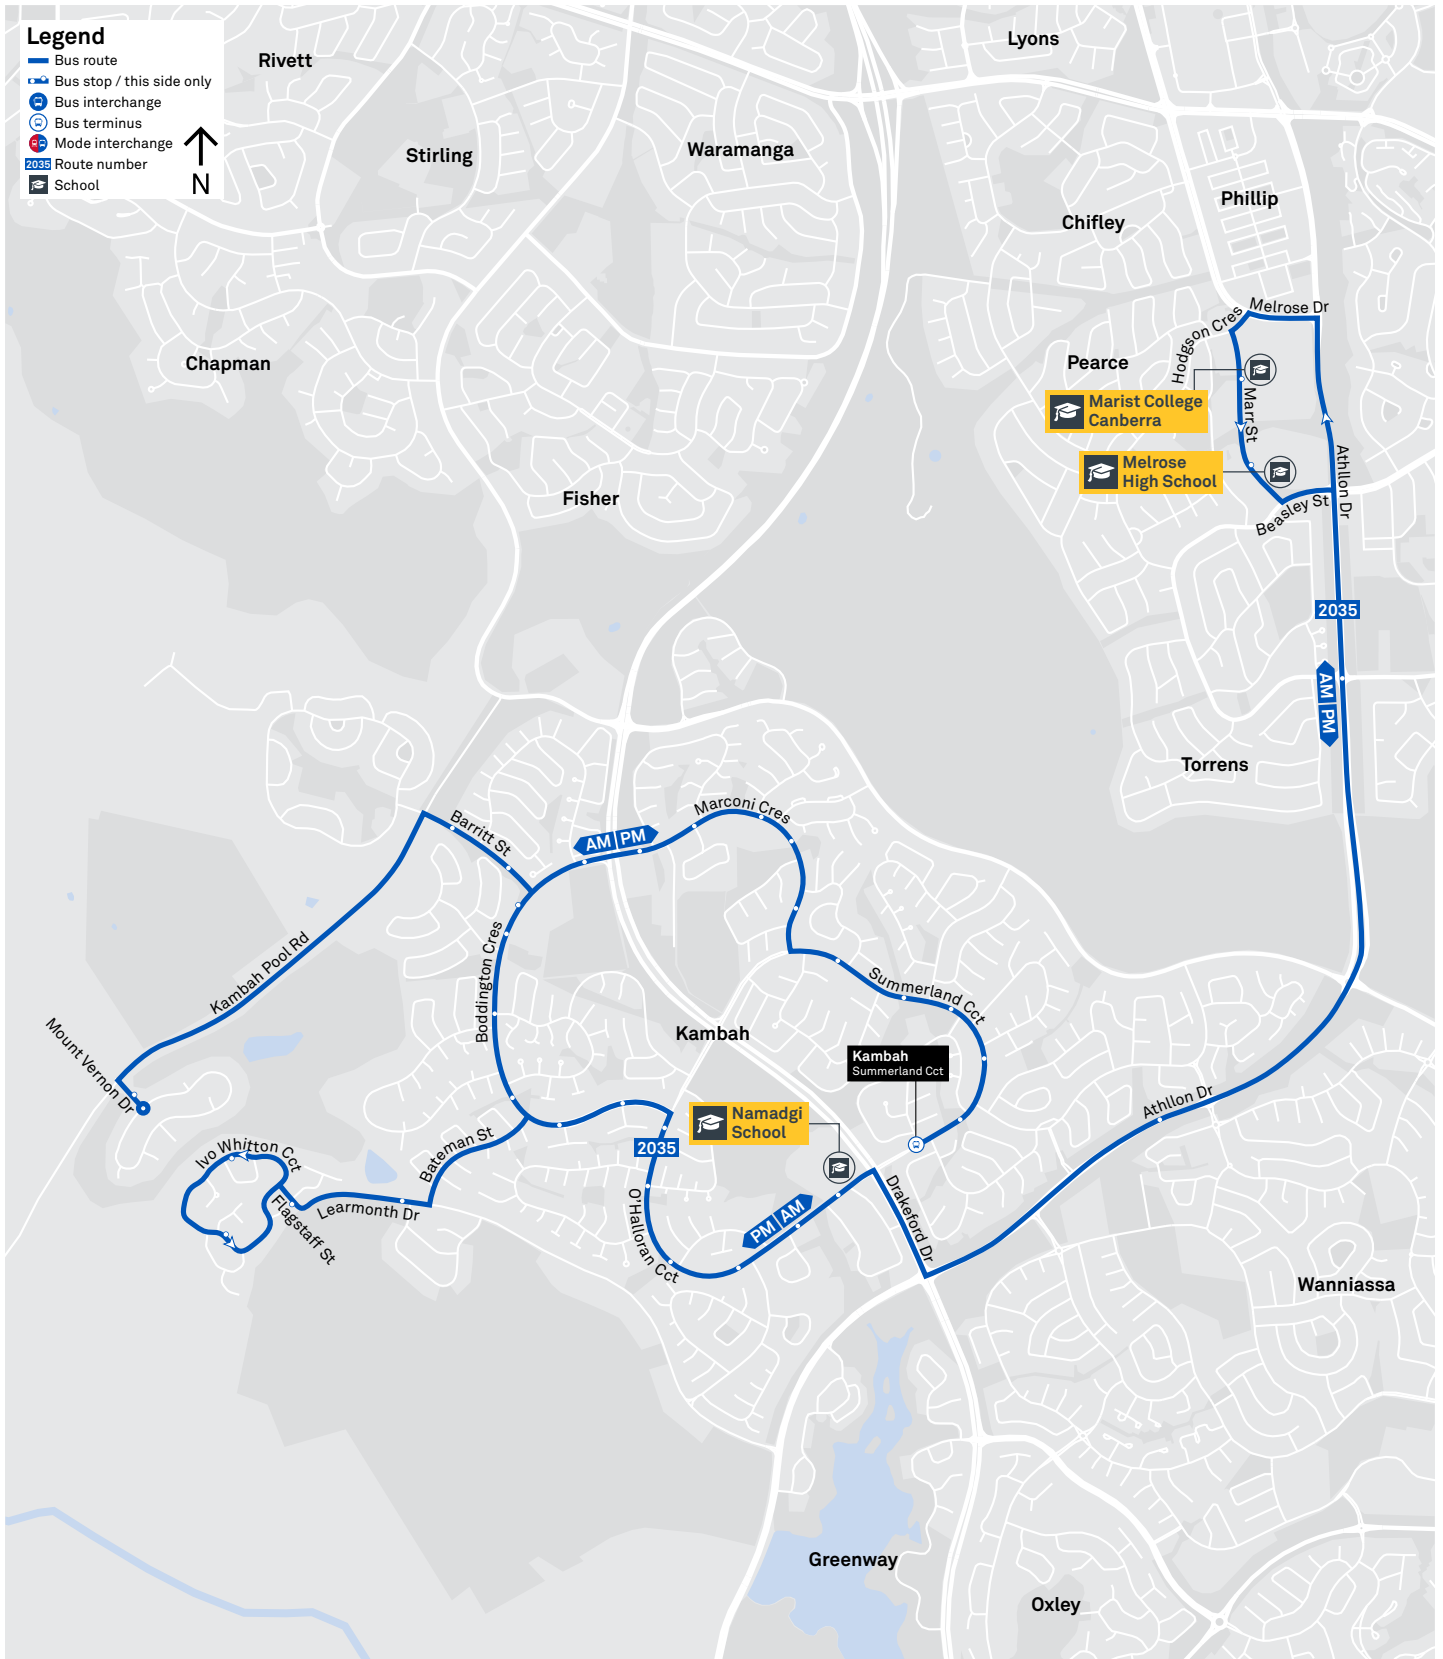 Legend
Bus route
Bus stop / this side only
Bus interchange
Bus terminus
Mode interchange
2035 Route number
School
N
Rivett
Lyons
Stirling
Waramanga
Phillip
Chifley
Melrose Dr
Hodgson Cres
Pearce
Chapman
Marist College
Canberra
Marr St
Melrose
High School
Athllon Dr
Beasley St
Fisher
2035
AM PM
Torrens
Marconi Cres
Barritt St
AM PM
Boddington Cres
Kambah Pool Rd
Summerland Cct
Mount Vernon Dr
Kambah
Kambah
Summerland Cct
Athllon Dr
Namadgi
School
2035
Bateman St
Ivo Whitton Cct
Flagstaff St
Learmonth Dr
O'Halloran Cct
PM AM
Drakeford Dr
Wanniassa
Greenway
Oxley